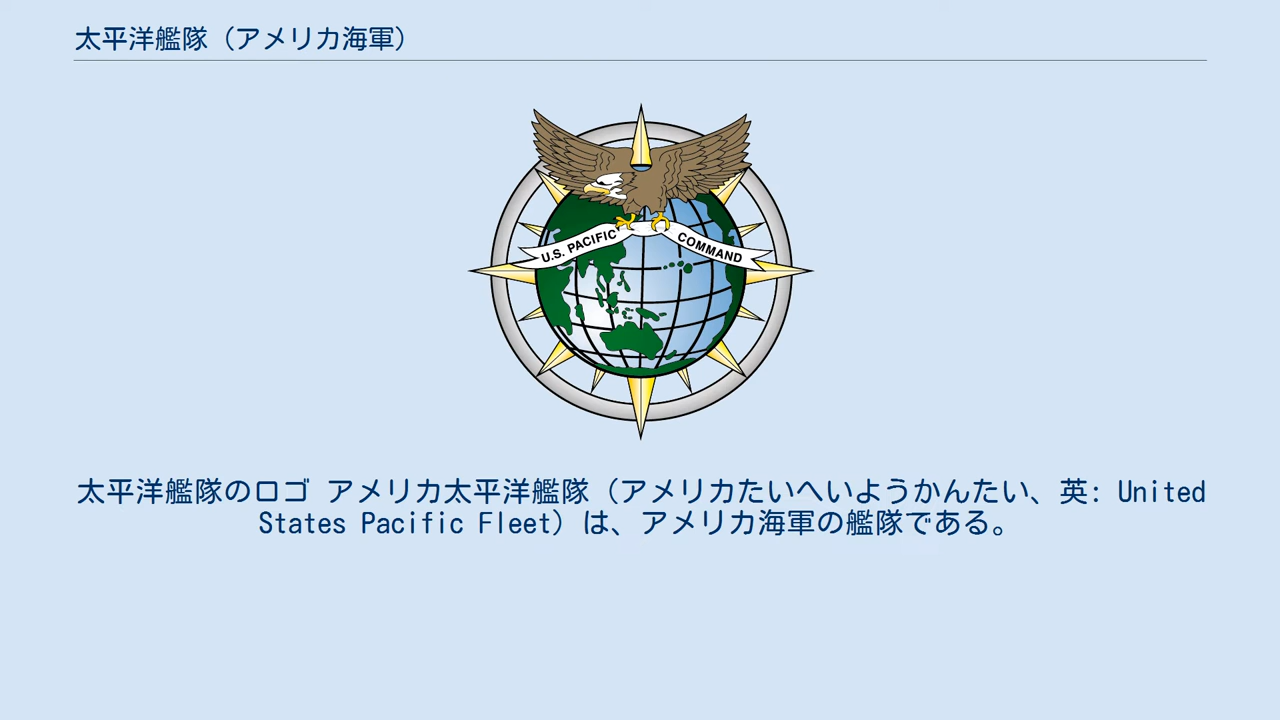 太平洋艦隊（アメリカ海軍）
U.S. PACIFIC COMMAND
太平洋艦隊のロゴ アメリカ太平洋艦隊（アメリカたいへいようかんたい、英: United
States Pacific Fleet）は、アメリカ海軍の艦隊である。